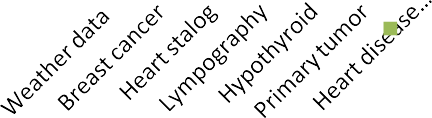 Weather data
Breast cancer
Heart stalog
Lympography
Hypothyroid
Primary tumor
Heart disease...